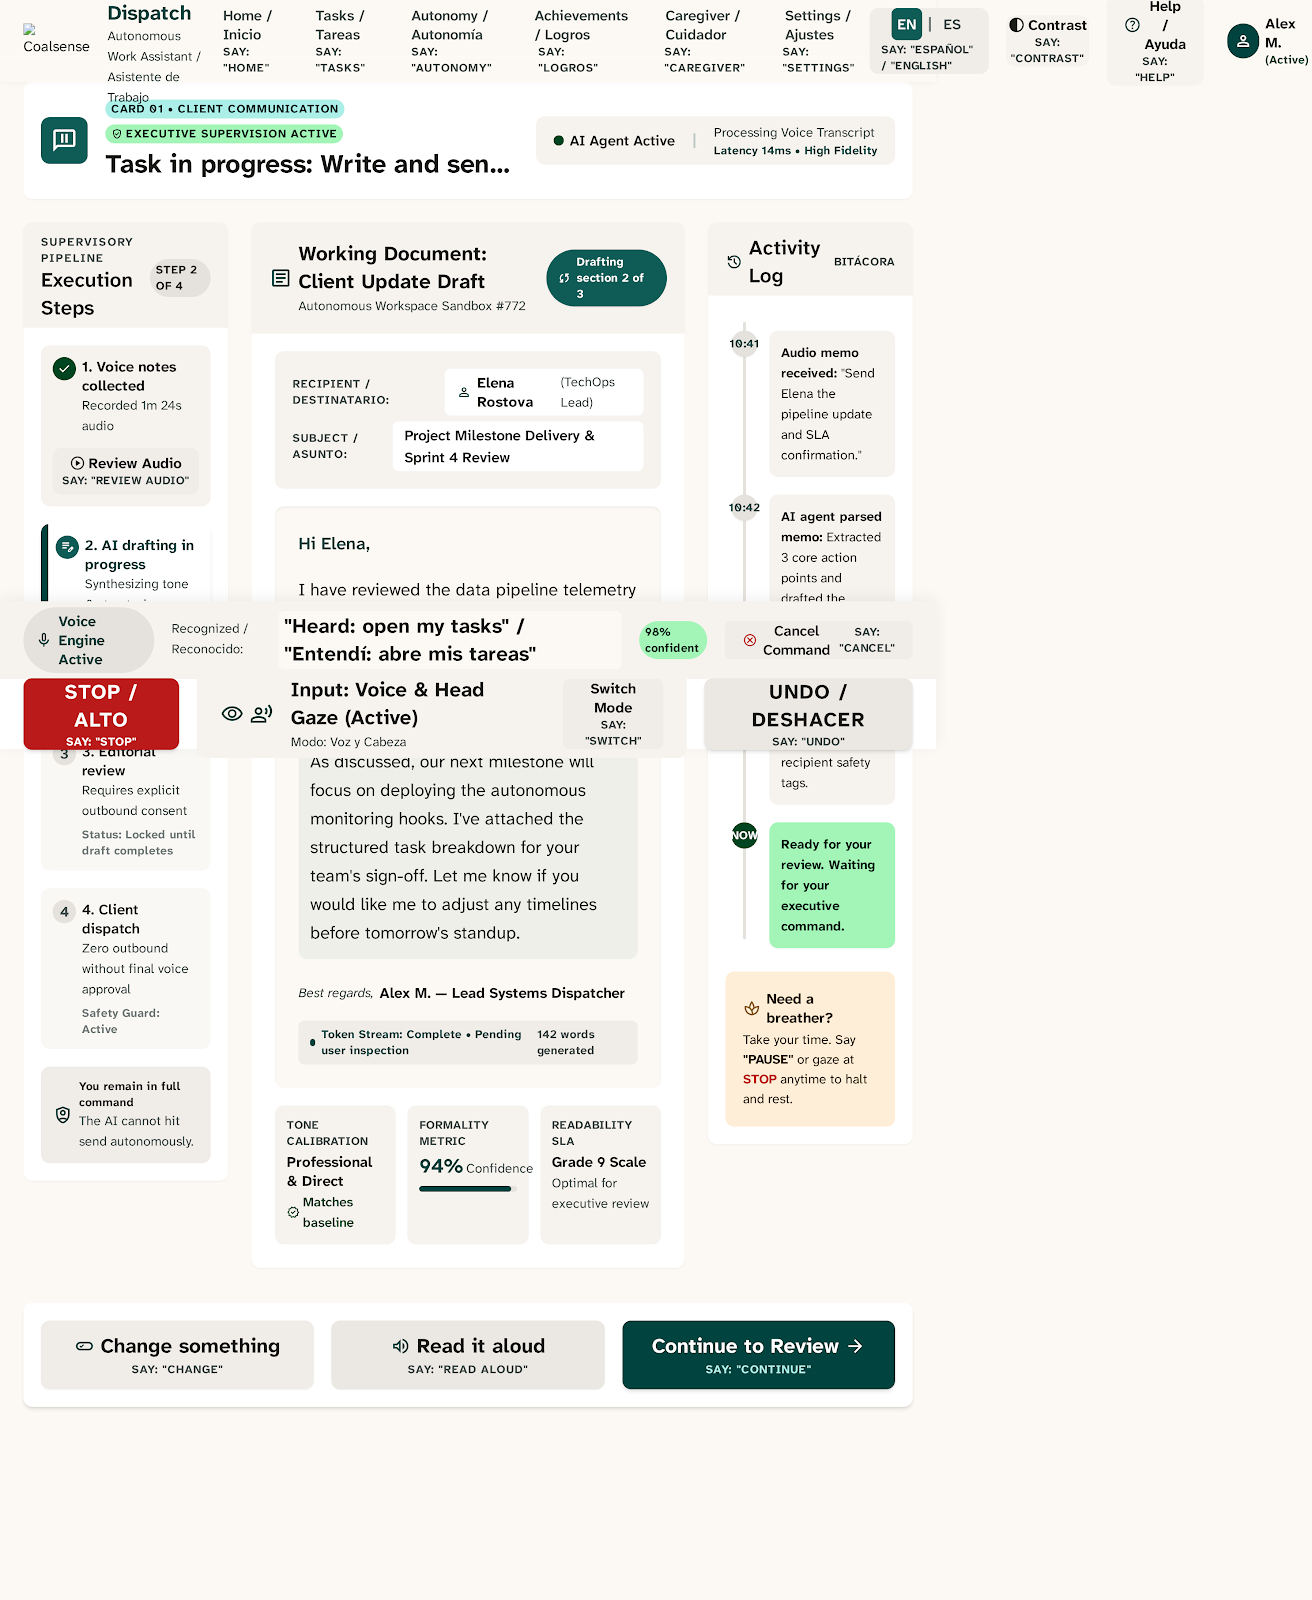 Coalsense
Dispatch
Autonomous
Work Assistant /
Asistente de
Trabajo
Home /
Inicio
SAY:
"HOME"
Tasks /
Tareas
SAY:
"TASKS"
Autonomy /
Autonomía
SAY:
"AUTONOMY"
Achievements
/ Logros
SAY:
"LOGROS"
Caregiver /
Cuidador
SAY:
"CAREGIVER"
Settings /
Ajustes
SAY:
"SETTINGS"
EN | ES
SAY: "ESPAÑOL"
/ "ENGLISH"
Contrast
SAY:
"CONTRAST"
Help
/
Ayuda
SAY:
"HELP"
Alex
M.
(Active)
CARD 01 • CLIENT COMMUNICATION
EXECUTIVE SUPERVISION ACTIVE
Task in progress: Write and sen...
AI Agent Active
Processing Voice Transcript
Latency 14ms • High Fidelity
SUPERVISORY
PIPELINE
Execution
Steps
STEP 2
OF 4
1. Voice notes
collected
Recorded 1m 24s
audio
Review Audio
SAY: "REVIEW AUDIO"
2. AI drafting in
progress
Synthesizing tone
Working Document:
Client Update Draft
Autonomous Workspace Sandbox #772
Drafting
section 2 of
3
RECIPIENT /
DESTINATARIO:
Elena
Rostova
(TechOps
Lead)
SUBJECT /
ASUNTO:
Project Milestone Delivery &
Sprint 4 Review
Hi Elena,
I have reviewed the data pipeline telemetry
Activity
Log
BITÁCORA
10:41
Audio memo
received: "Send
Elena the
pipeline update
and SLA
confirmation."
10:42
AI agent parsed
memo: Extracted
3 core action
points and
drafted the
Voice
Engine
Active
Recognized /
Reconocido:
"Heard: open my tasks" /
"Entendí: abre mis tareas"
98%
confident
Cancel
Command
SAY:
"CANCEL"
STOP /
ALTO
SAY: "STOP"
Input: Voice & Head
Gaze (Active)
Modo: Voz y Cabeza
Switch
Mode
SAY:
"SWITCH"
UNDO /
DESHACER
SAY: "UNDO"
3
3. Editorial
review
Requires explicit
outbound consent
Status: Locked until
draft completes
4
4. Client
dispatch
Zero outbound
without final voice
approval
Safety Guard:
Active
You remain in full
command
The AI cannot hit
send autonomously.
As discussed, our next milestone will
focus on deploying the autonomous
monitoring hooks. I've attached the
structured task breakdown for your
team's sign-off. Let me know if you
would like me to adjust any timelines
before tomorrow's standup.
Best regards, Alex M. — Lead Systems Dispatcher
Token Stream: Complete • Pending
user inspection
142 words
generated
TONE
CALIBRATION
Professional
& Direct
Matches
baseline
FORMALITY
METRIC
94% Confidence
READABILITY
SLA
Grade 9 Scale
Optimal for
executive review
recipient safety
tags.
NOW
Ready for your
review. Waiting
for your
executive
command.
Need a
breather?
Take your time. Say
"PAUSE" or gaze at
STOP anytime to halt
and rest.
Change something
SAY: "CHANGE"
Read it aloud
SAY: "READ ALOUD"
Continue to Review
SAY: "CONTINUE"